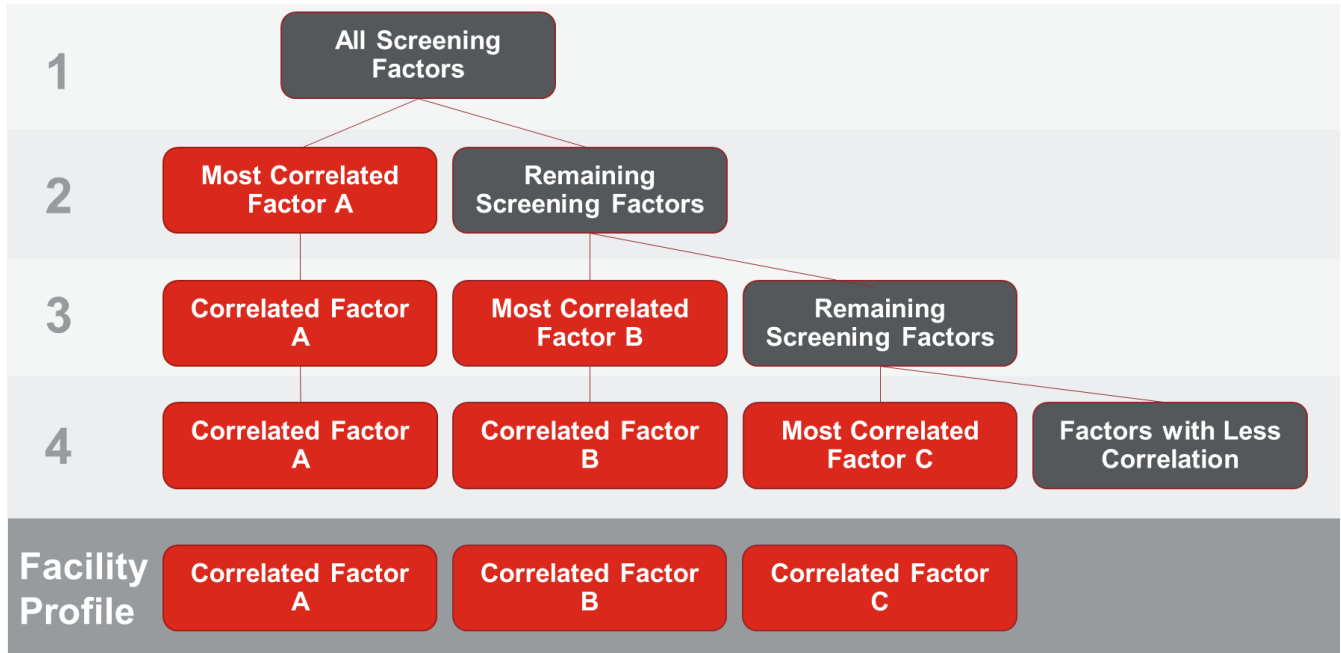 1
All Screening
Factors
2
Most Correlated
Factor A
Remaining
Screening Factors
3
Correlated Factor
A
Most Correlated
Factor B
Remaining
Screening Factors
4
Correlated Factor
A
Correlated Factor
B
Most Correlated
Factor C
Factors with Less
Correlation
Facility
Profile
Correlated Factor
A
Correlated Factor
B
Correlated Factor
C